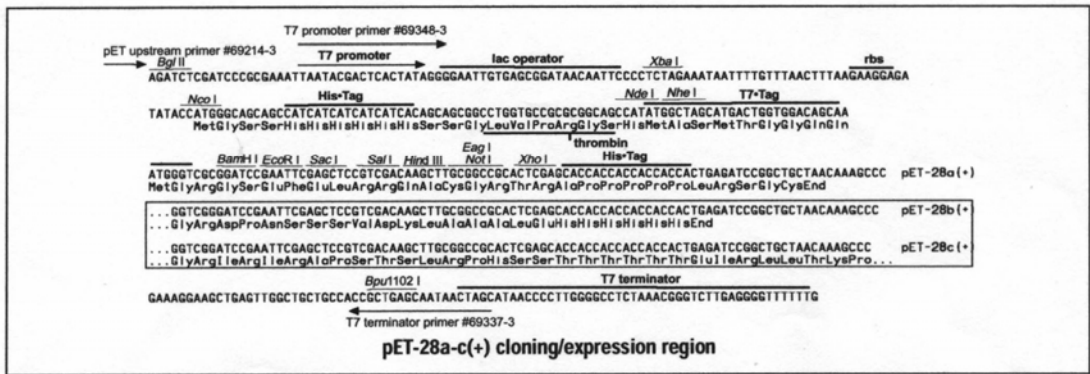 T7 promoter primer #69348-3
pET upstream primer #69214-3
Bgl II T7 promoter lac operator Xba I rbs
AGATCTCGATCCCGCGAAATTAATACGACTCACTATAGGGGAATTGTGAGCGGATAACAATTCCCCTCTAGAAATAATTTTGTTTAACTTTAAGAAGGAGA
Nco I His•Tag Nde I Nhe I T7•Tag
TATACCATGGGCAGCAGCCATCATCATCATCATCACAGCAGCGGCCTGGTGCCGCGCGGCAGCCATATGGCTAGCATGACTGGTGGACAGCAA
MetGlySerSerHisHisHisHisHisHisSerSerGlyLeuValProArgGlySerHisMetAlaSerMetThrGlyGlyGlnGln
thrombin
BamH I EcoR I Sac I Sal I Hind III Eag I Not I Xho I His•Tag
ATGGGTCGCGGATCCGAATTCGAGCTCCGTCGACAAGCTTGCGGCCGCACTCGAGCACCACCACCACCACCACTGAGATCCGGCTGCTAACAAAGCCC pET-28a(+)
MetGlyArgGlySerGluPheGluLeuArgArgGlnAlaCysGlyArgThrArgAlaProProProProProProLeuArgSerGlyCysEnd
...GGTCGGGATCCGAATTCGAGCTCCGTCGACAAGCTTGCGGCCGCACTCGAGCACCACCACCACCACCACTGAGATCCGGCTGCTAACAAAGCCC pET-28b(+)
...GlyArgAspProAsnSerSerSerValAspLysLeuAlaAlaAlaLeuGluHisHisHisHisHisHisEnd
...GGTCGGATCCGAATTCGAGCTCCGTCGACAAGCTTGCGGCCGCACTCGAGCACCACCACCACCACCACTGAGATCCGGCTGCTAACAAAGCCC pET-28c(+)
...GlyArgIleArgIleArgAlaProSerThrSerLeuArgProHisSerSerThrThrThrThrThrThrGluIleArgLeuLeuThrLysPro...
Bpu1102 I T7 terminator
GAAAGGAAGCTGAGTTGGCTGCTGCCACCGCTGAGCAATAACTAGCATAACCCCTTGGGGCCTCTAAACGGGTCTTGAGGGGTTTTTTG
T7 terminator primer #69337-3
pET-28a-c(+) cloning/expression region